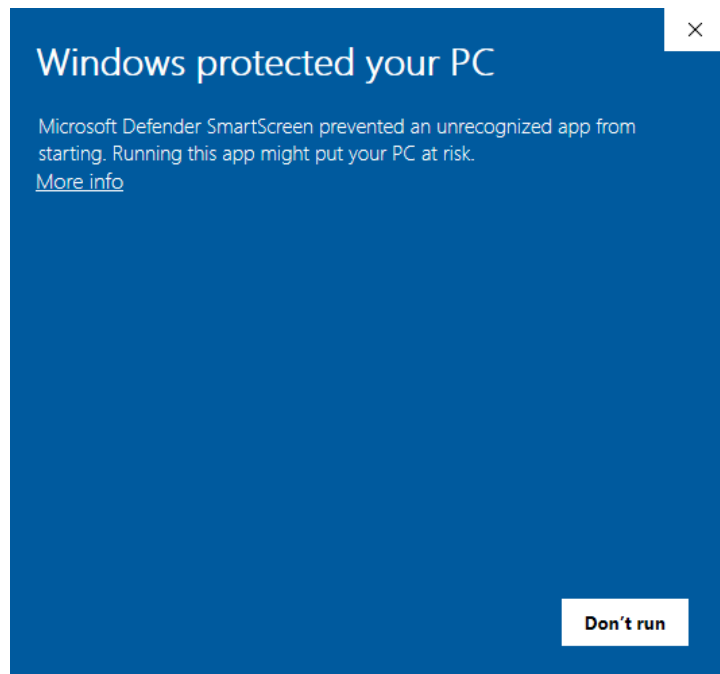 Windows protected your PC
Microsoft Defender SmartScreen prevented an unrecognized app from
starting. Running this app might put your PC at risk.
More info
Don’t run